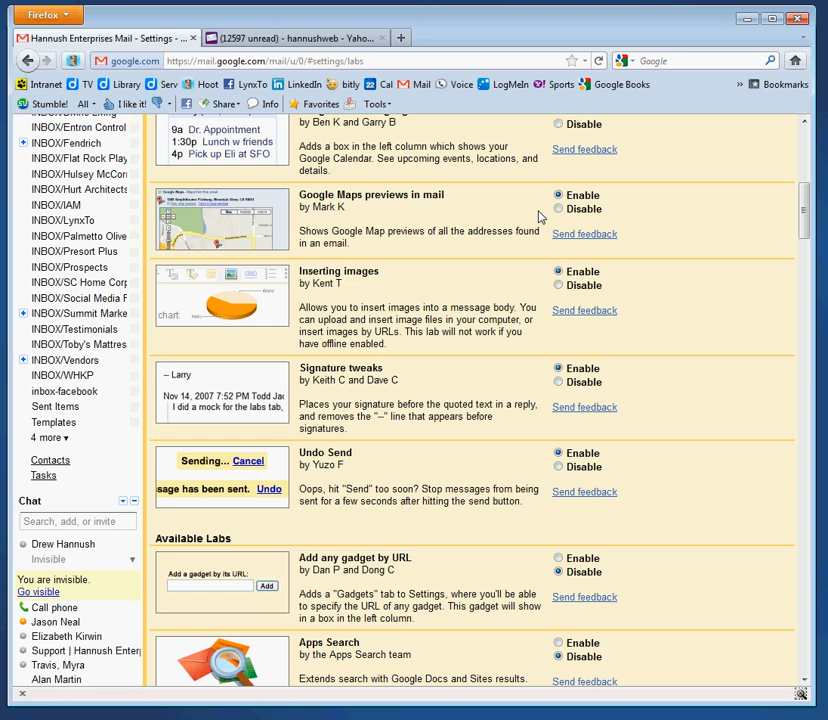 Firefox
Hannush Enterprises Mail - Settings - ...
(12597 unread) - hannushweb - Yaho...
google.com
https://mail.google.com/mail/u/0/#settings/labs
Google
Intranet
TV
Library
Serv
Hoot
LynxTo
LinkedIn
bitly
22 Cal
Mail
Voice
LogMeIn
Sports
Google Books
» Bookmarks
Stumble!
All
I like it!
Share
Info
Favorites
Tools
INBOX/Entron Control
INBOX/Fendrich
INBOX/Flat Rock Play
INBOX/Hulsey McCon
INBOX/Hurt Architects
INBOX/IAM
INBOX/LynxTo
INBOX/Palmetto Olive
INBOX/Presort Plus
INBOX/Prospects
INBOX/SC Home Corp
INBOX/Social Media F
INBOX/Summit Marke
INBOX/Testimonials
INBOX/Toby's Mattres
INBOX/Vendors
INBOX/WHKP
inbox-facebook
Sent Items
Templates
4 more ▾
Contacts
Tasks
Chat
Search, add, or invite
Drew Hannush
Invisible
You are invisible.
Go visible
Call phone
Jason Neal
Elizabeth Kirwin
Support | Hannush Enter
Travis, Myra
Alan Martin
9a Dr. Appointment
1:30p Lunch w friends
4p Pick up Eli at SFO
by Ben K and Garry B
Adds a box in the left column which shows your
Google Calendar. See upcoming events, locations, and
details.
Disable
Send feedback
Google Maps previews in mail
by Mark K
Shows Google Map previews of all the addresses found
in an email.
Enable
Disable
Send feedback
chart:
Inserting images
by Kent T
Allows you to insert images into a message body. You
can upload and insert image files in your computer, or
insert images by URLs. This lab will not work if you
have offline enabled.
Enable
Disable
Send feedback
-- Larry
Nov 14, 2007 7:52 PM Todd Jac
I did a mock for the labs tab,
Signature tweaks
by Keith C and Dave C
Places your signature before the quoted text in a reply,
and removes the "--" line that appears before
signatures.
Enable
Disable
Send feedback
Sending... Cancel
ssage has been sent. Undo
Undo Send
by Yuzo F
Oops, hit "Send" too soon? Stop messages from being
sent for a few seconds after hitting the send button.
Enable
Disable
Send feedback
Available Labs
Add a gadget by its URL:
Add
Add any gadget by URL
by Dan P and Dong C
Adds a "Gadgets" tab to Settings, where you'll be able
to specify the URL of any gadget. This gadget will show
in a box in the left column.
Enable
Disable
Send feedback
Apps Search
by the Apps Search team
Extends search with Google Docs and Sites results.
Enable
Disable
Send feedback